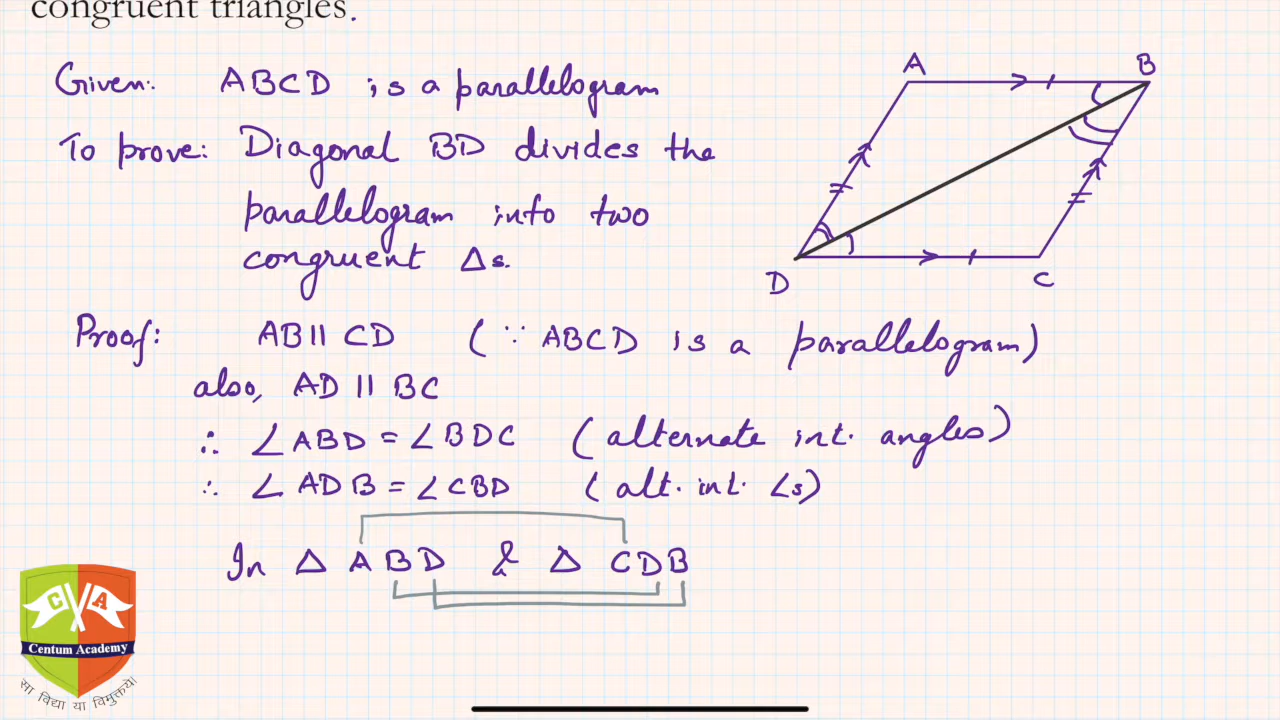 congruent triangles.
Given: ABCD is a parallelogram
To prove: Diagonal BD divides the
parallelogram into two
congruent Δs.
A
B
D
C
Proof: AB || CD (∵ ABCD is a parallelogram)
also, AD || BC
∴ ∠ABD = ∠BDC (alternate int. angles)
∴ ∠ADB = ∠CBD (alt. int. ∠s)
In Δ ABD & Δ CDB
C A
Centum Academy
सा विद्या या विमुक्तये।